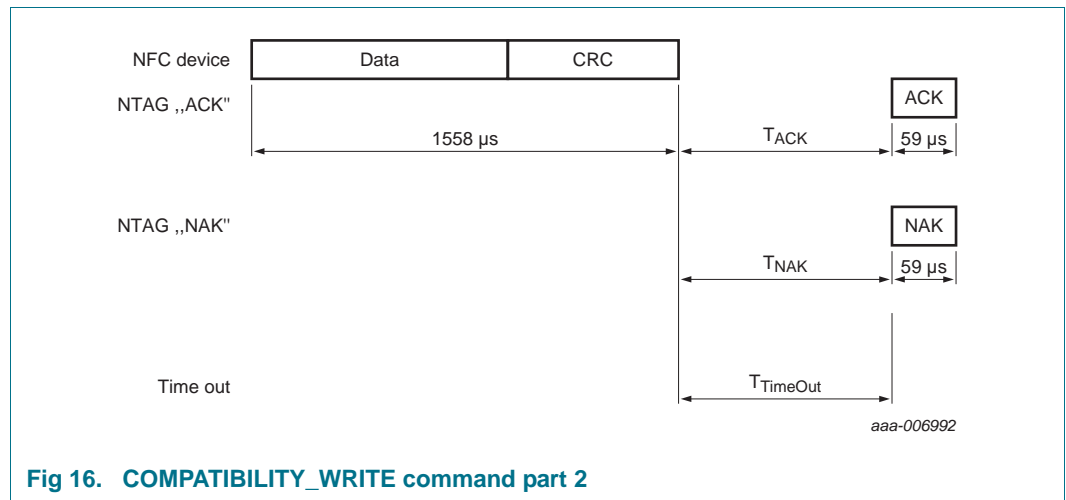 NFC device Data CRC
NTAG ,,ACK" ACK
1558 µs TACK 59 µs
NTAG ,,NAK" NAK
TNAK 59 µs
Time out TTimeOut
aaa-006992
Fig 16. COMPATIBILITY_WRITE command part 2